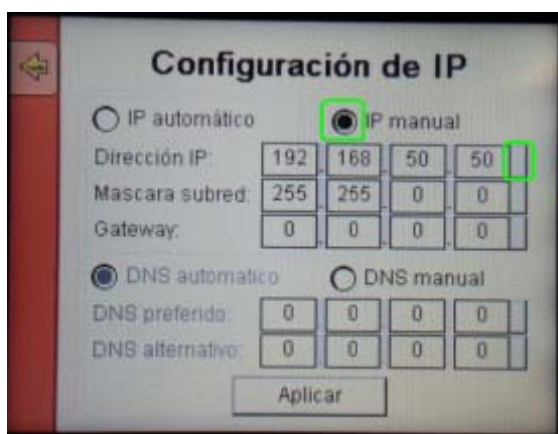 Configuración de IP
IP automático IP manual
Dirección IP: 192 . 168 . 50 . 50
Mascara subred: 255 . 255 . 0 . 0
Gateway: 0 . 0 . 0 . 0
DNS automatico DNS manual
DNS preferido: 0 . 0 . 0 . 0
DNS alternativo: 0 . 0 . 0 . 0
Aplicar